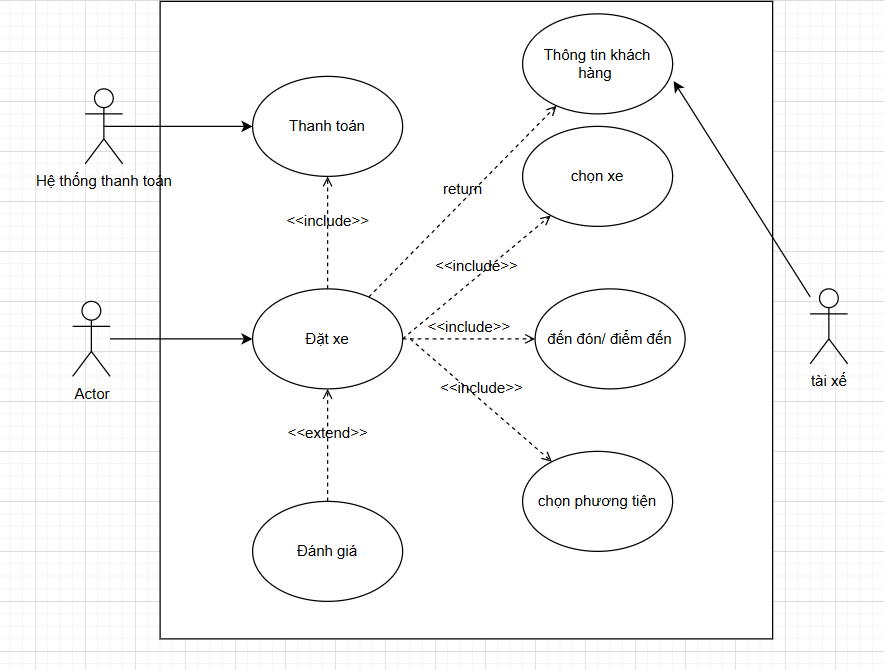 Thông tin khách
hàng
Thanh toán
chọn xe
Hệ thống thanh toán
return
<<include>>
<<include>>
<<include>>
Đặt xe
đến đón/ điểm đến
tài xế
Actor
<<include>>
<<extend>>
chọn phương tiện
Đánh giá